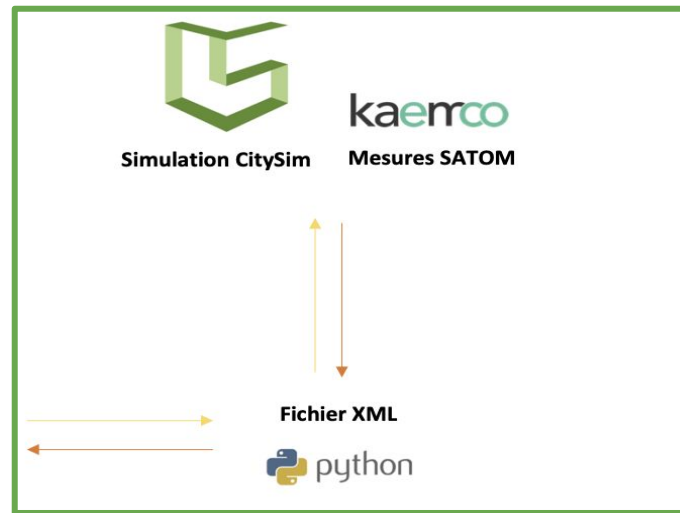 kaemco
Simulation CitySim
Mesures SATOM
Fichier XML
python